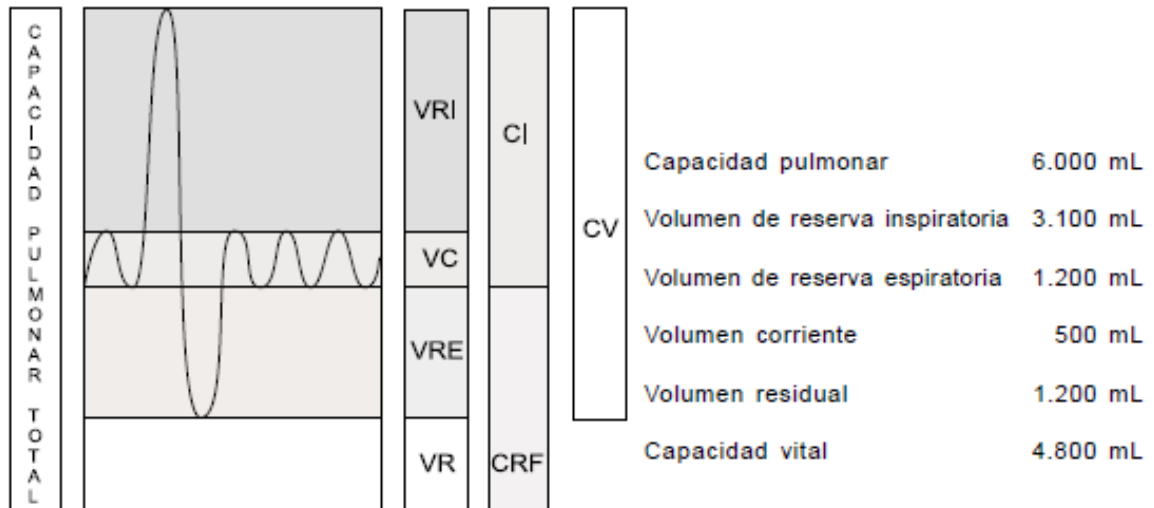 CAPACIDAD PULMONAR TOTAL
VRI
VC
VRE
VR
CI
CRF
CV
Capacidad pulmonar 6.000 mL
Volumen de reserva inspiratoria 3.100 mL
Volumen de reserva espiratoria 1.200 mL
Volumen corriente 500 mL
Volumen residual 1.200 mL
Capacidad vital 4.800 mL